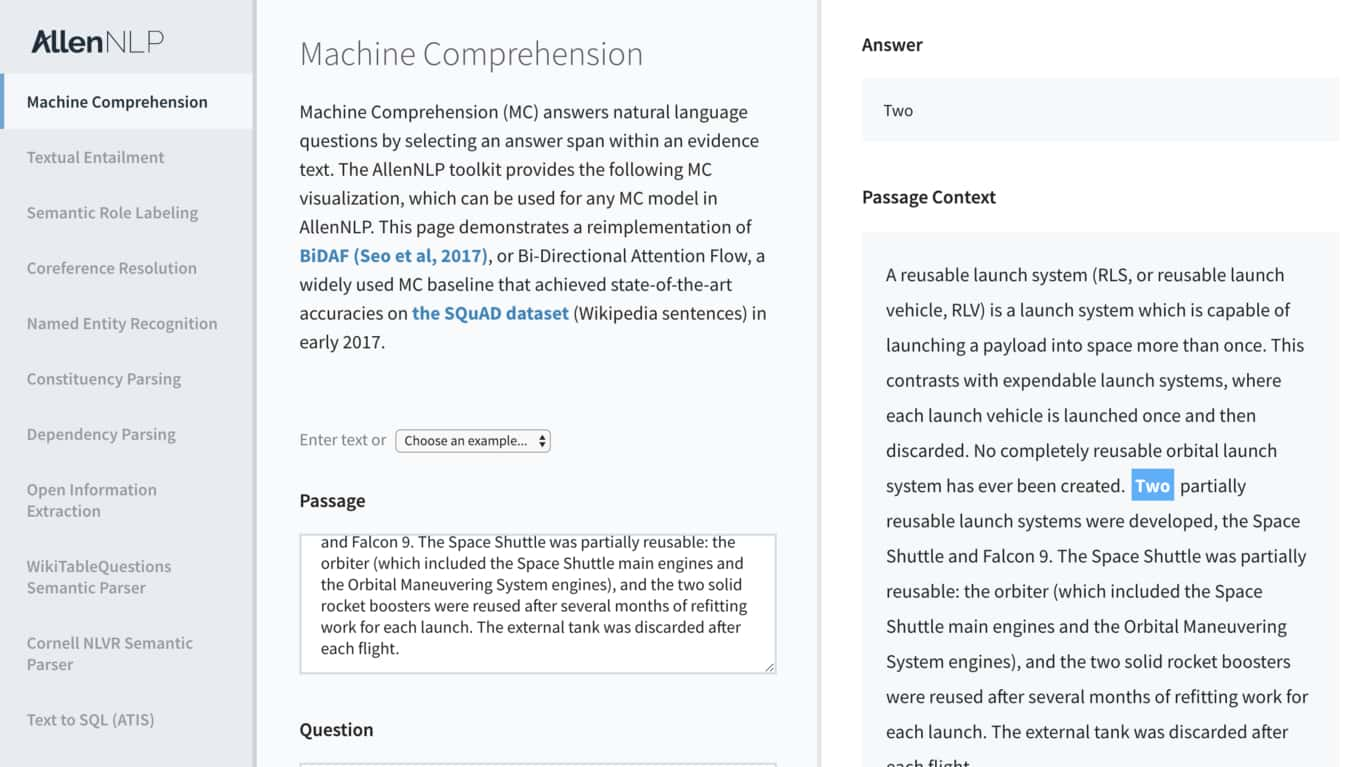 AllenNLP
Machine Comprehension
Textual Entailment
Semantic Role Labeling
Coreference Resolution
Named Entity Recognition
Constituency Parsing
Dependency Parsing
Open Information
Extraction
WikiTableQuestions
Semantic Parser
Cornell NLVR Semantic
Parser
Text to SQL (ATIS)
Machine Comprehension
Machine Comprehension (MC) answers natural language
questions by selecting an answer span within an evidence
text. The AllenNLP toolkit provides the following MC
visualization, which can be used for any MC model in
AllenNLP. This page demonstrates a reimplementation of
BiDAF (Seo et al, 2017), or Bi-Directional Attention Flow, a
widely used MC baseline that achieved state-of-the-art
accuracies on the SQuAD dataset (Wikipedia sentences) in
early 2017.
Enter text or Choose an example...
Passage
and Falcon 9. The Space Shuttle was partially reusable: the
orbiter (which included the Space Shuttle main engines and
the Orbital Maneuvering System engines), and the two solid
rocket boosters were reused after several months of refitting
work for each launch. The external tank was discarded after
each flight.
Question
Answer
Two
Passage Context
A reusable launch system (RLS, or reusable launch
vehicle, RLV) is a launch system which is capable of
launching a payload into space more than once. This
contrasts with expendable launch systems, where
each launch vehicle is launched once and then
discarded. No completely reusable orbital launch
system has ever been created. Two partially
reusable launch systems were developed, the Space
Shuttle and Falcon 9. The Space Shuttle was partially
reusable: the orbiter (which included the Space
Shuttle main engines and the Orbital Maneuvering
System engines), and the two solid rocket boosters
were reused after several months of refitting work for
each launch. The external tank was discarded after
each flight.